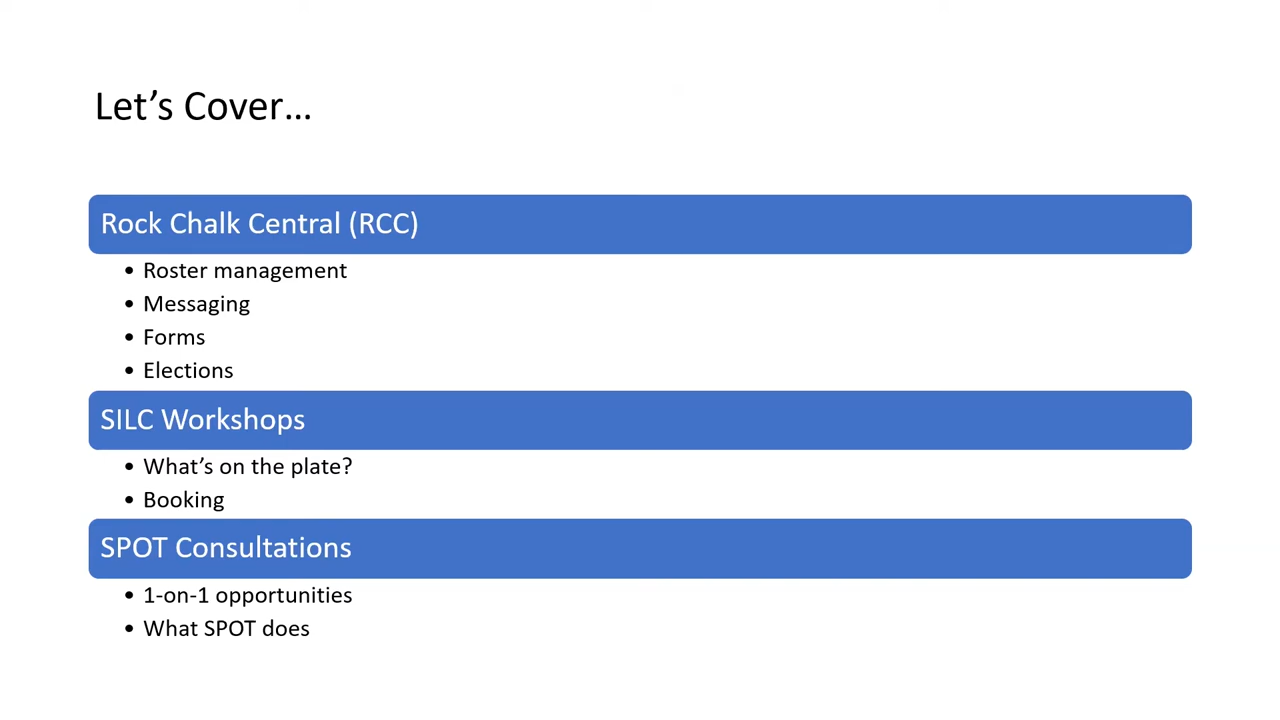 Let’s Cover…
Rock Chalk Central (RCC)
• Roster management
• Messaging
• Forms
• Elections
SILC Workshops
• What’s on the plate?
• Booking
SPOT Consultations
• 1-on-1 opportunities
• What SPOT does